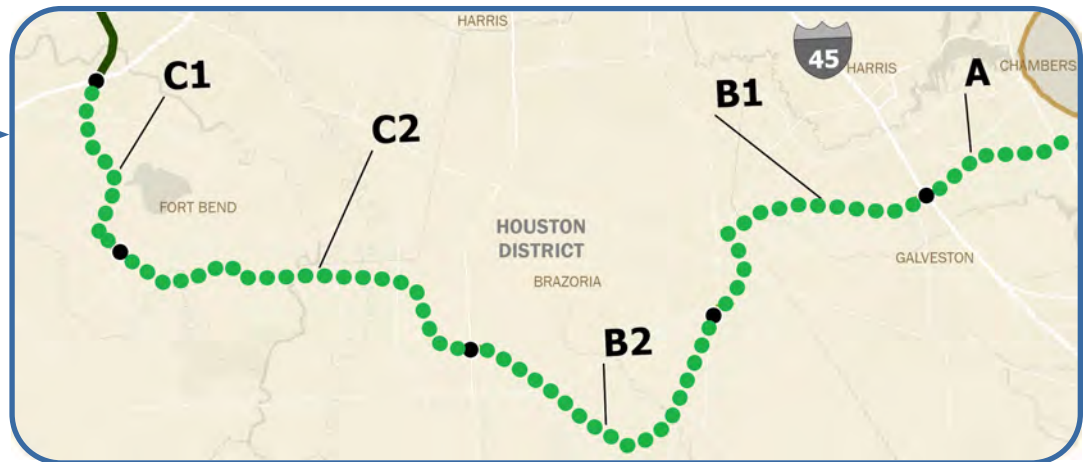 HARRIS
45
HARRIS
CHAMBERS
A
C1
B1
C2
FORT BEND
HOUSTON
DISTRICT
BRAZORIA
GALVESTON
B2